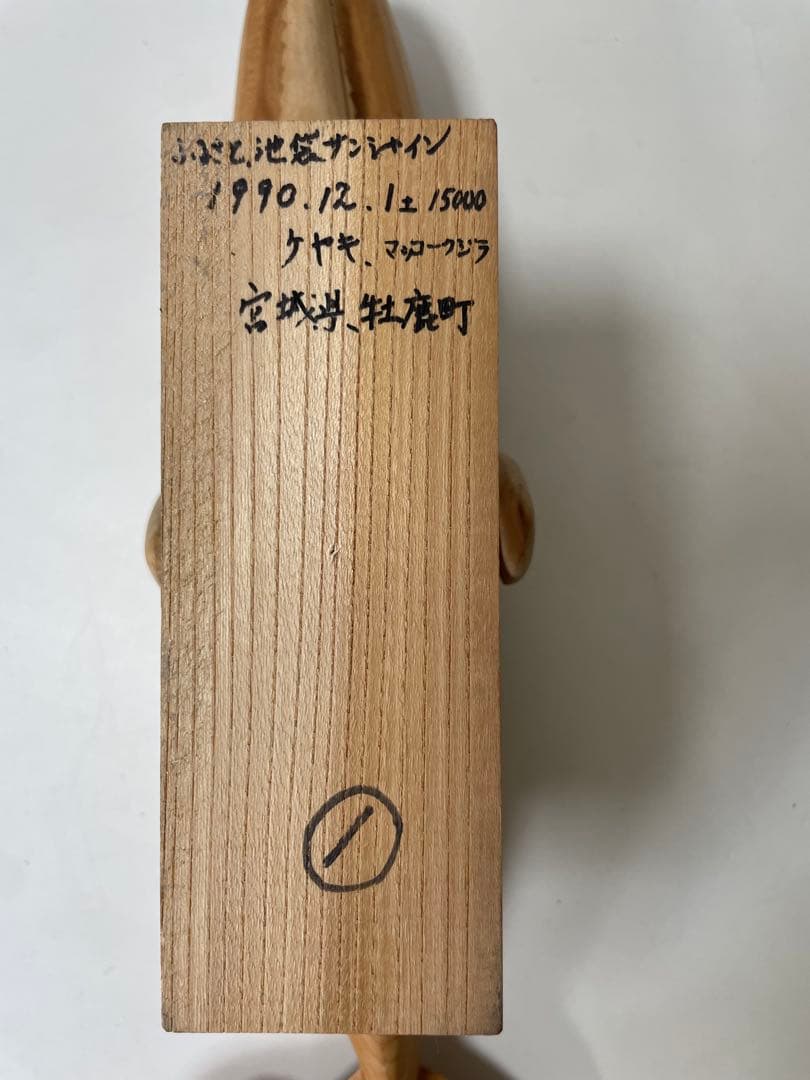 ふるさと、池袋サンシャイン
1990.12.1土 15000
ケヤキ、マッコークジラ
宮城県、牡鹿町
①